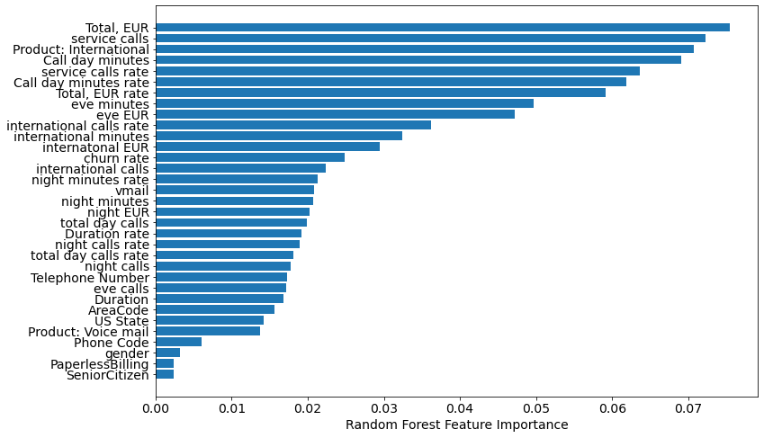 Total, EUR
service calls
Product: International
Call day minutes
service calls rate
Call day minutes rate
Total, EUR rate
eve minutes
eve EUR
international calls rate
international minutes
internatonal EUR
churn rate
international calls
night minutes rate
vmail
night minutes
night EUR
total day calls
Duration rate
night calls rate
total day calls rate
night calls
Telephone Number
eve calls
Duration
AreaCode
US State
Product: Voice mail
Phone Code
gender
PaperlessBilling
SeniorCitizen
0.00 0.01 0.02 0.03 0.04 0.05 0.06 0.07
Random Forest Feature Importance